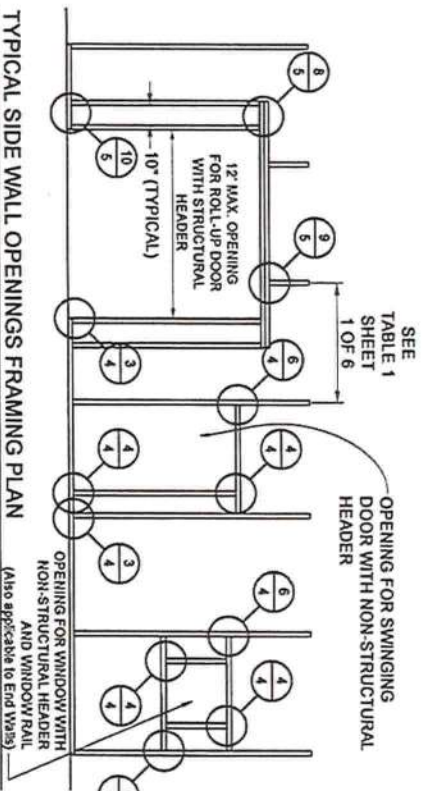 SEE
TABLE 1
SHEET
1 OF 6
OPENING FOR SWINGING
DOOR WITH NON-STRUCTURAL
HEADER
8
5
9
5
12' MAX. OPENING
FOR ROLL-UP DOOR
WITH STRUCTURAL
HEADER
10" (TYPICAL)
10
5
3
4
6
4
4
4
4
4
3
4
6
4
4
4
4
4
OPENING FOR WINDOW WITH
NON-STRUCTURAL HEADER
AND WINDOW RAIL
(Also applicable to End Walls)
TYPICAL SIDE WALL OPENINGS FRAMING PLAN